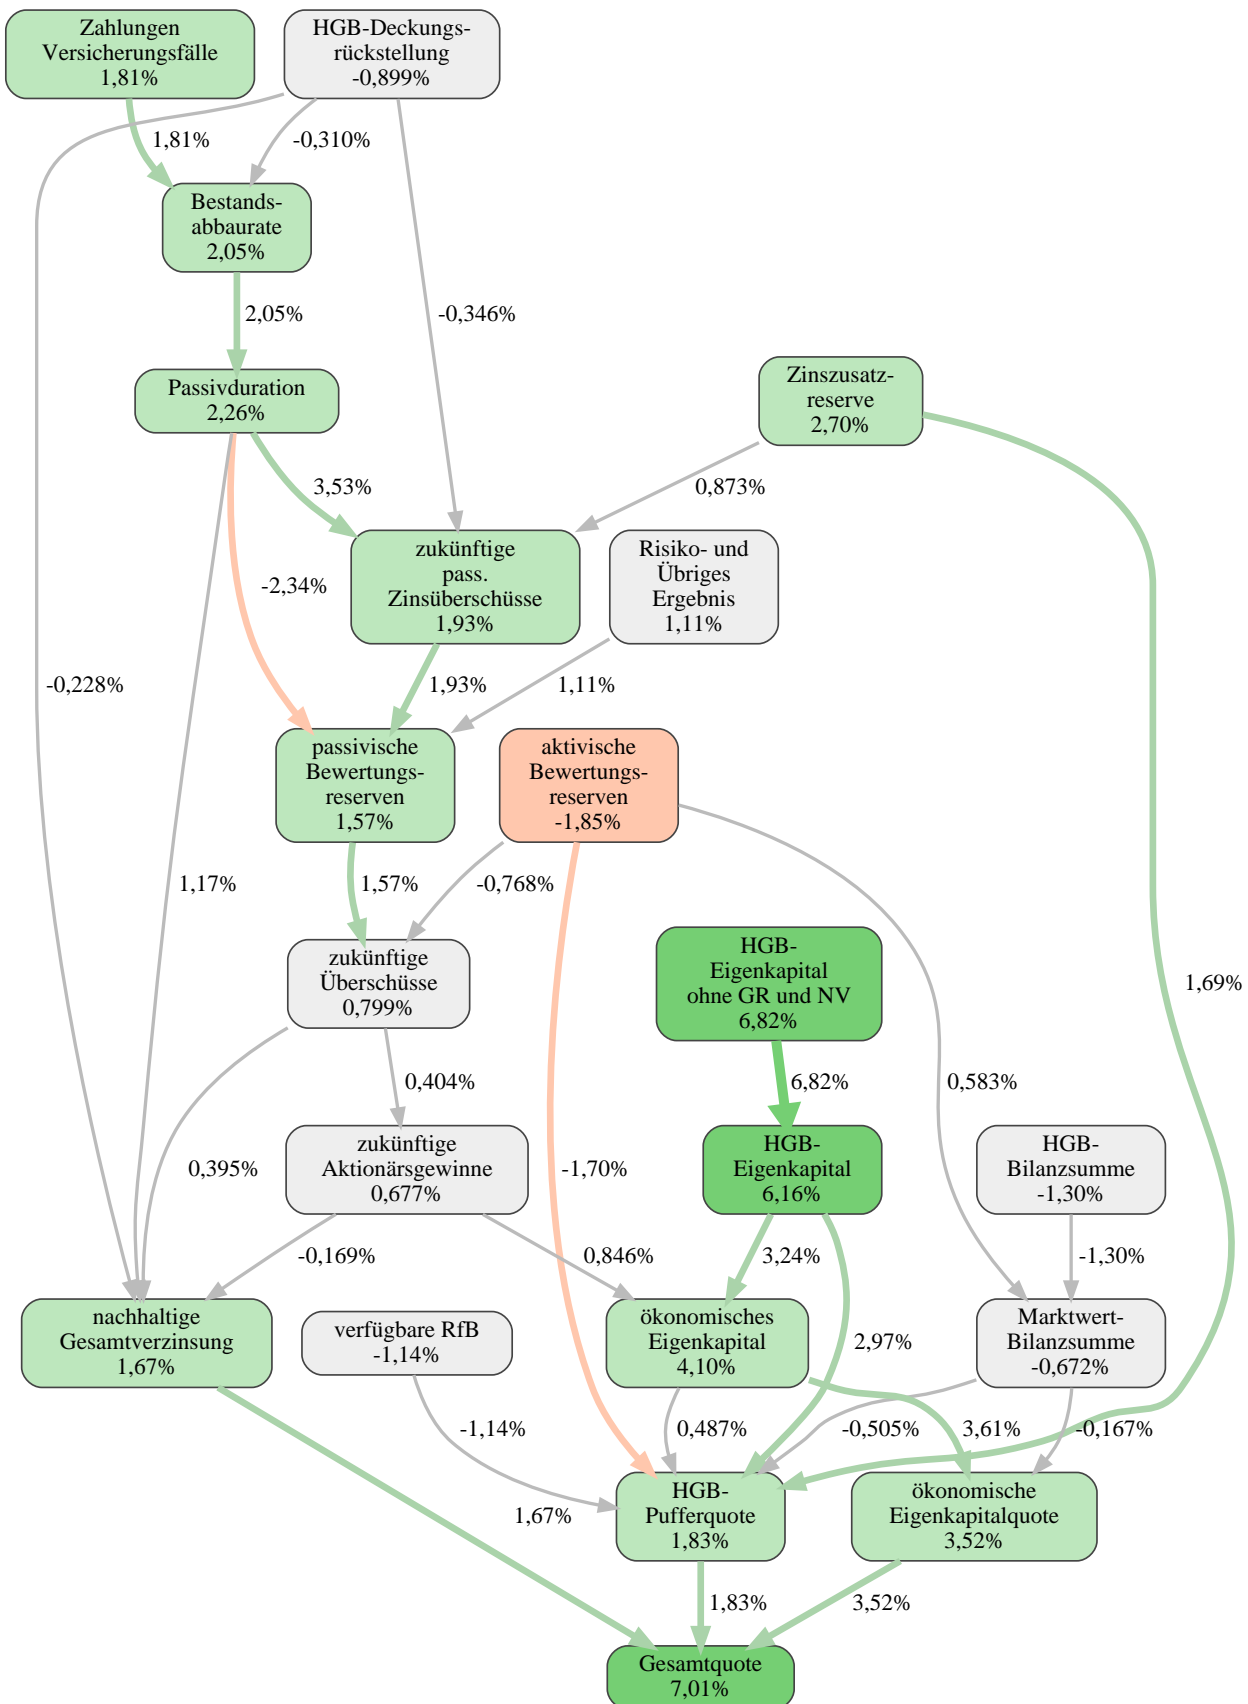 Zahlungen
Versicherungsfälle
1,81%
HGB-Deckungs-
rückstellung
-0,899%
1,81%
-0,310%
Bestands-
abbaurate
2,05%
2,05%
-0,346%
Passivduration
2,26%
Zinszusatz-
reserve
2,70%
3,53%
0,873%
zukünftige
pass.
Zinsüberschüsse
1,93%
Risiko- und
Übriges
Ergebnis
1,11%
-2,34%
-0,228%
1,93%
1,11%
passivische
Bewertungs-
reserven
1,57%
aktivische
Bewertungs-
reserven
-1,85%
1,17%
1,57%
-0,768%
zukünftige
Überschüsse
0,799%
HGB-
Eigenkapital
ohne GR und NV
6,82%
1,69%
0,404%
6,82%
0,583%
zukünftige
Aktionärsgewinne
0,677%
HGB-
Eigenkapital
6,16%
HGB-
Bilanzsumme
-1,30%
0,395%
-1,70%
-0,169%
0,846%
3,24%
-1,30%
nachhaltige
Gesamtverzinsung
1,67%
verfügbare RfB
-1,14%
ökonomisches
Eigenkapital
4,10%
2,97%
Marktwert-
Bilanzsumme
-0,672%
-1,14%
0,487%
-0,505%
3,61%
-0,167%
1,67%
HGB-
Pufferquote
1,83%
ökonomische
Eigenkapitalquote
3,52%
1,83%
3,52%
Gesamtquote
7,01%